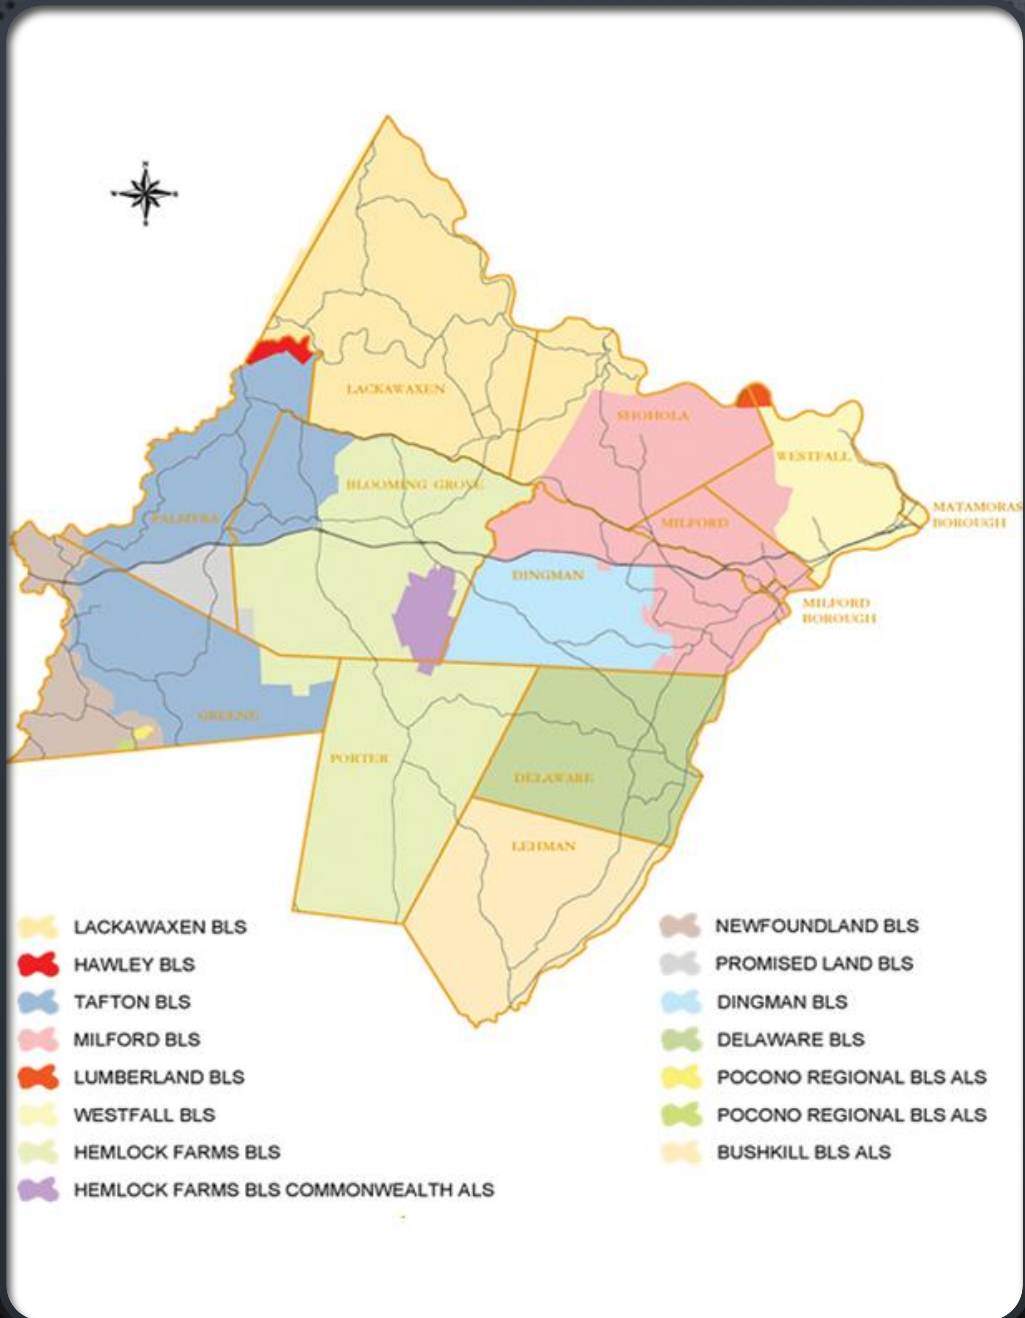 N
W
E
S
LACKAWAXEN
SHOHOLA
WESTFALL
BLOOMING GROVE
MATAMORAS
BOROUGH
PALMYRA
MILFORD
DINGMAN
MILFORD
BOROUGH
GREENE
PORTER
DELAWARE
LEHMAN
LACKAWAXEN BLS
HAWLEY BLS
TAFTON BLS
MILFORD BLS
LUMBERLAND BLS
WESTFALL BLS
HEMLOCK FARMS BLS
HEMLOCK FARMS BLS COMMONWEALTH ALS
NEWFOUNDLAND BLS
PROMISED LAND BLS
DINGMAN BLS
DELAWARE BLS
POCONO REGIONAL BLS ALS
POCONO REGIONAL BLS ALS
BUSHKILL BLS ALS